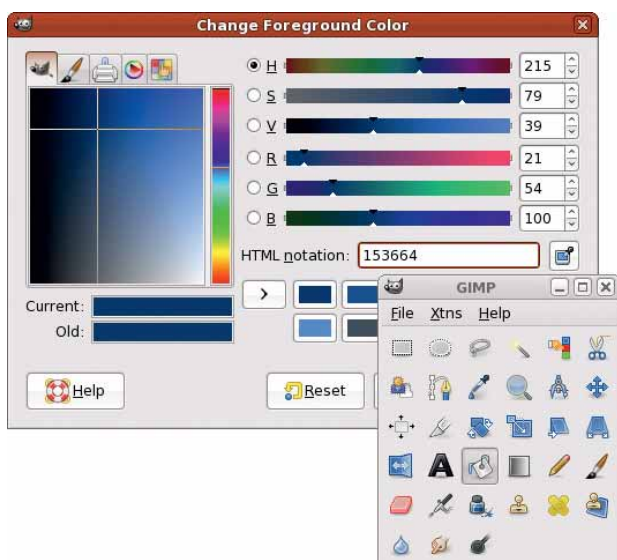 Change Foreground Color
H 215
S 79
V 39
R 21
G 54
B 100
HTML notation: 153664
>
Current:
Old:
Help
Reset
GIMP
File Xtns Help